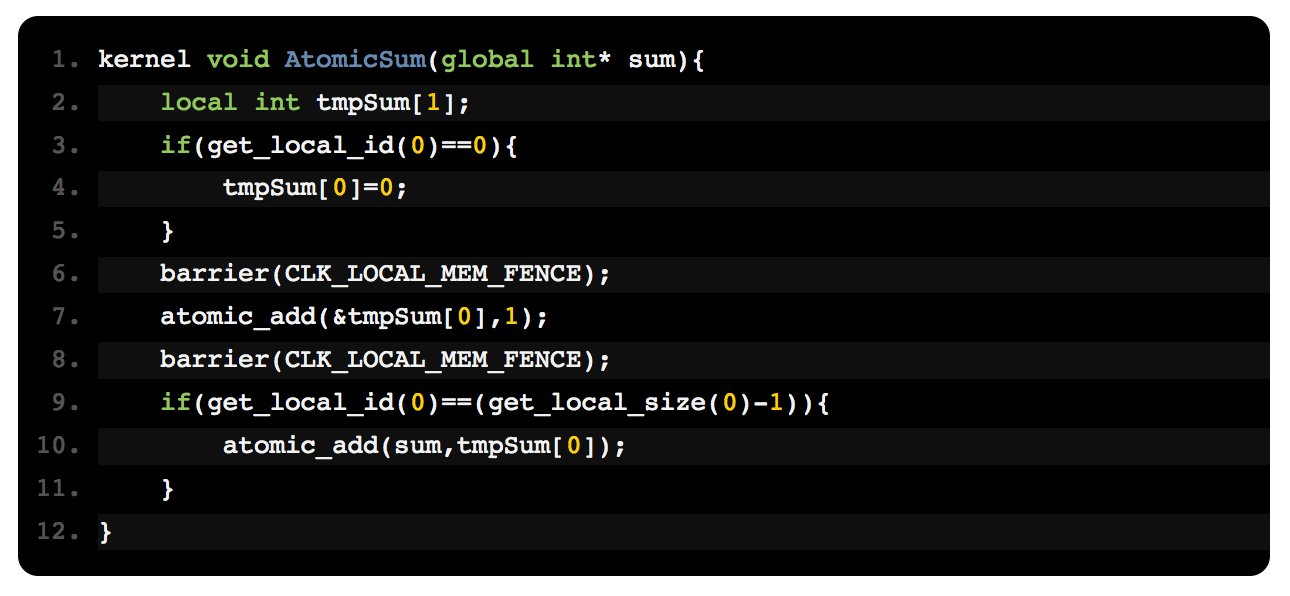 1. kernel void AtomicSum(global int* sum){
2.     local int tmpSum[1];
3.     if(get_local_id(0)==0){
4.         tmpSum[0]=0;
5.     }
6.     barrier(CLK_LOCAL_MEM_FENCE);
7.     atomic_add(&tmpSum[0],1);
8.     barrier(CLK_LOCAL_MEM_FENCE);
9.     if(get_local_id(0)==(get_local_size(0)-1)){
10.         atomic_add(sum,tmpSum[0]);
11.     }
12. }